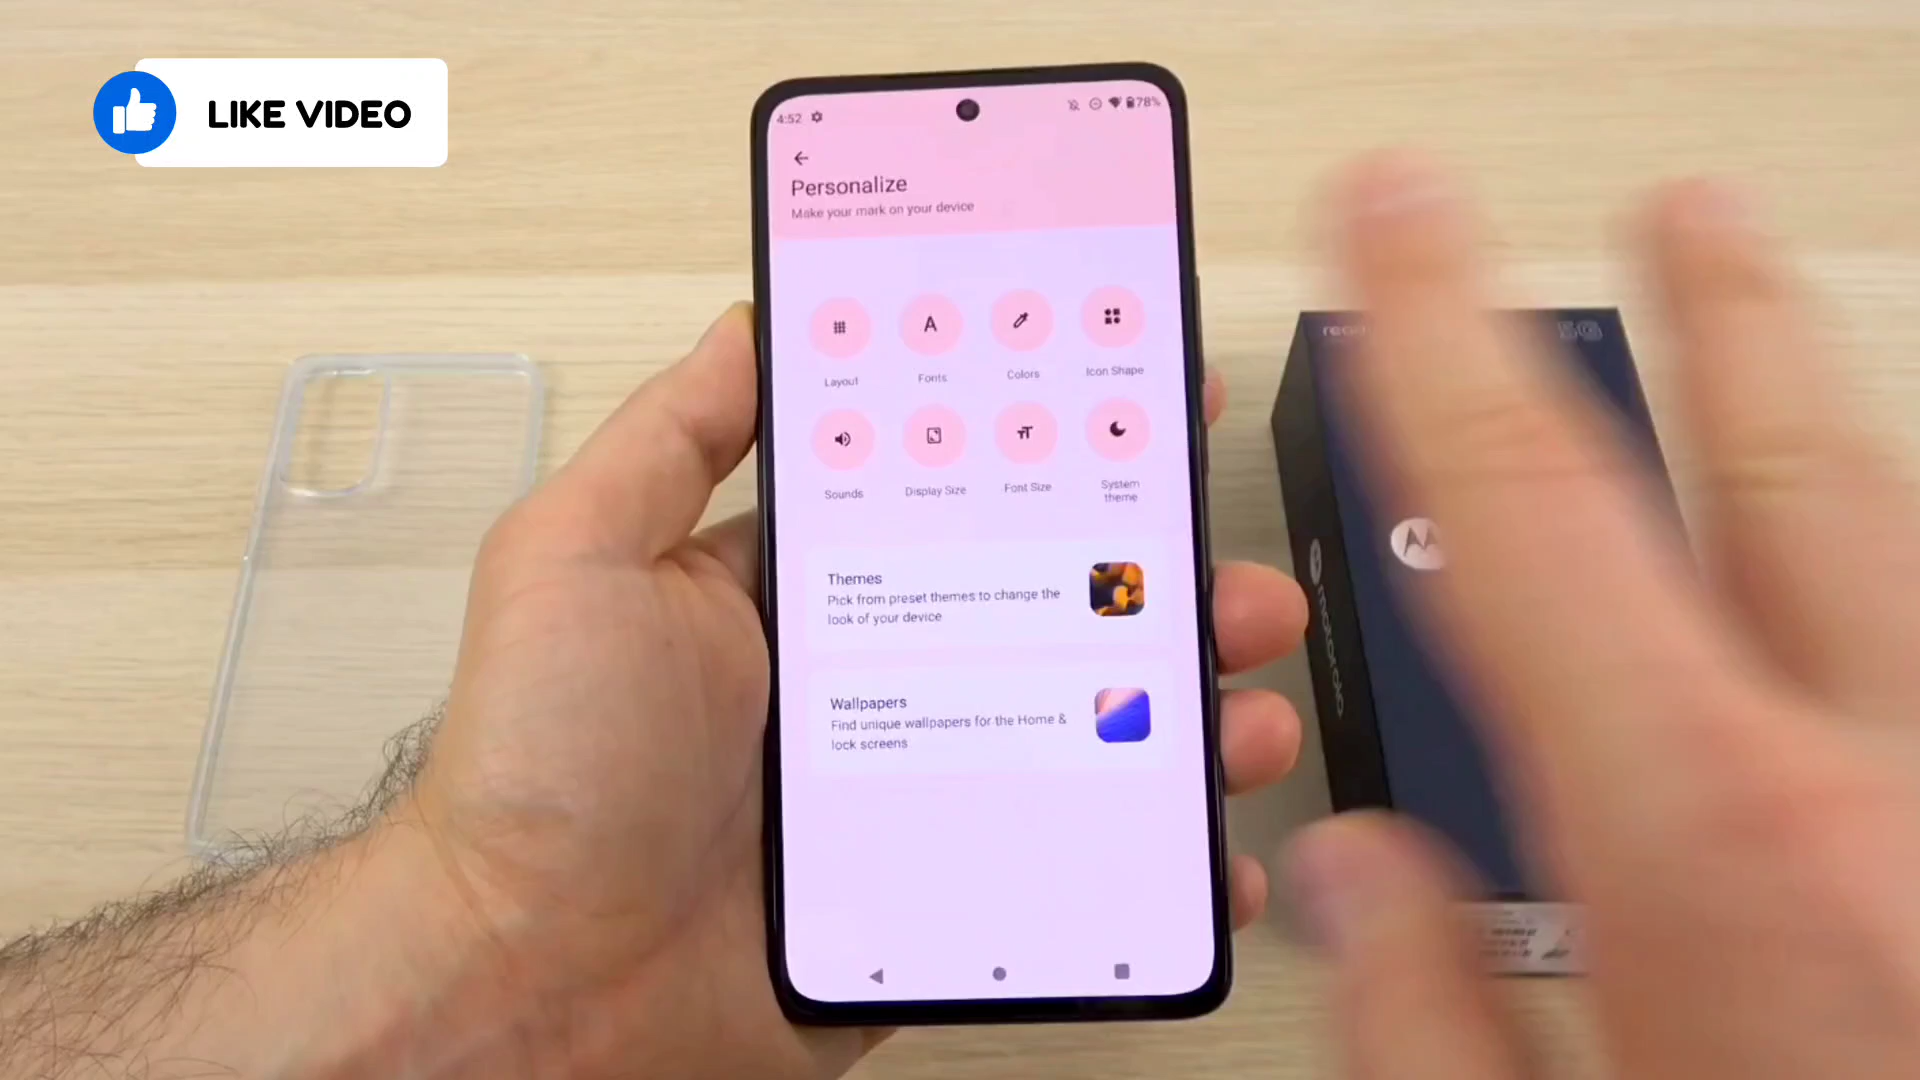 LIKE VIDEO
4:52
78%
Personalize
Make your mark on your device
A
Layout
Fonts
Colors
Icon Shape
Sounds
Display Size
Font Size
System
theme
Themes
Pick from preset themes to change the
look of your device
Wallpapers
Find unique wallpapers for the Home &
lock screens
5G
motorola